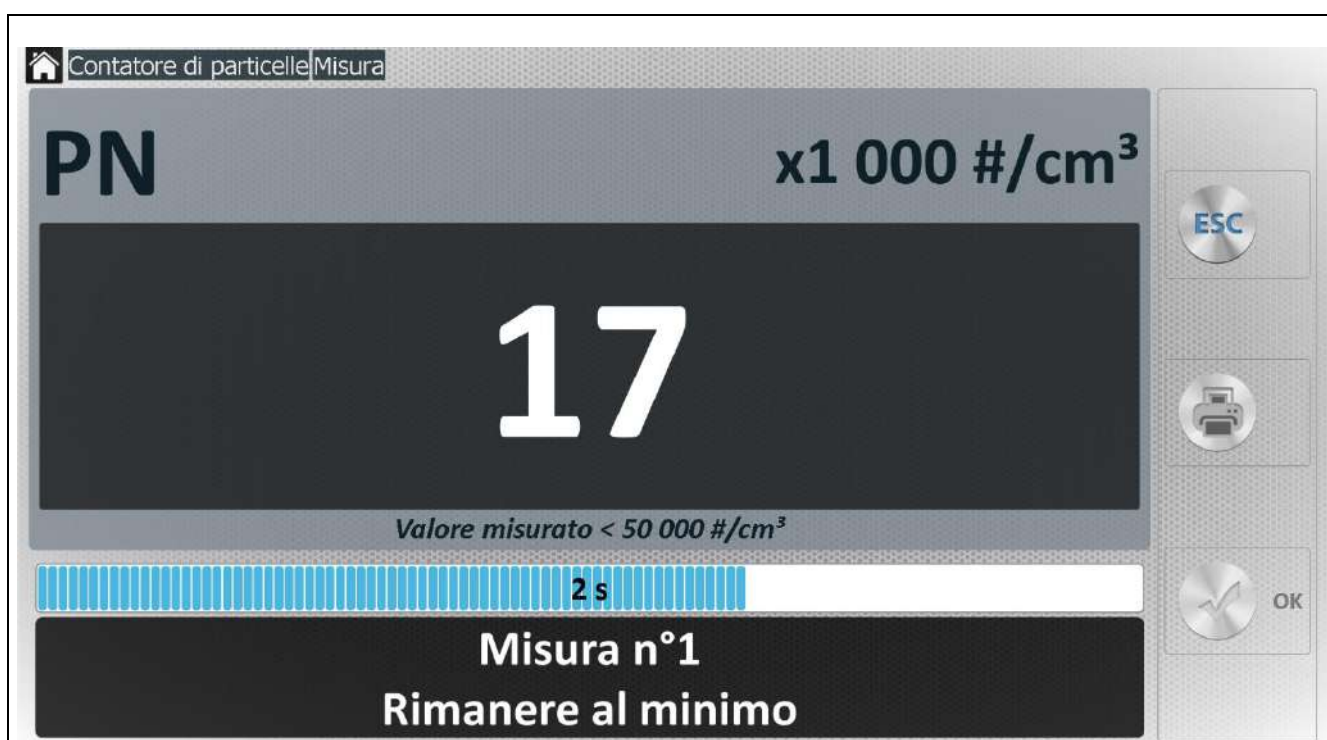 Contatore di particelle Misura
PN
x1 000 #/cm³
ESC
17
Valore misurato < 50 000 #/cm³
2 s
OK
Misura n°1
Rimanere al minimo